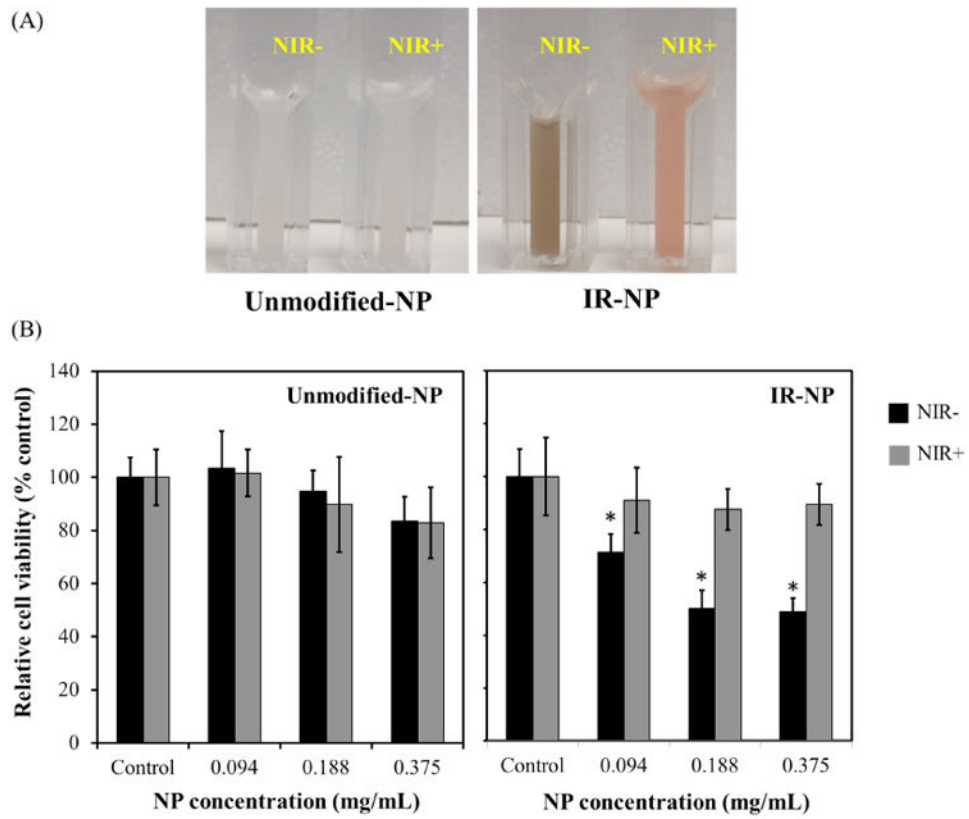 (A)
NIR- NIR+ NIR- NIR+
Unmodified-NP IR-NP
(B)
Relative cell viability (% control)
140
120
100
80
60
40
20
0
Unmodified-NP
Control 0.094 0.188 0.375
NP concentration (mg/mL)
IR-NP
*
*
*
Control 0.094 0.188 0.375
NP concentration (mg/mL)
NIR-
NIR+